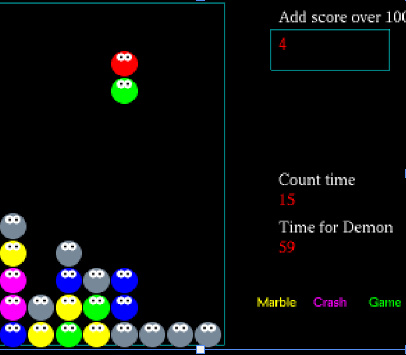 Add score over 100
4
Count time
15
Time for Demon
59
Marble Crash Game